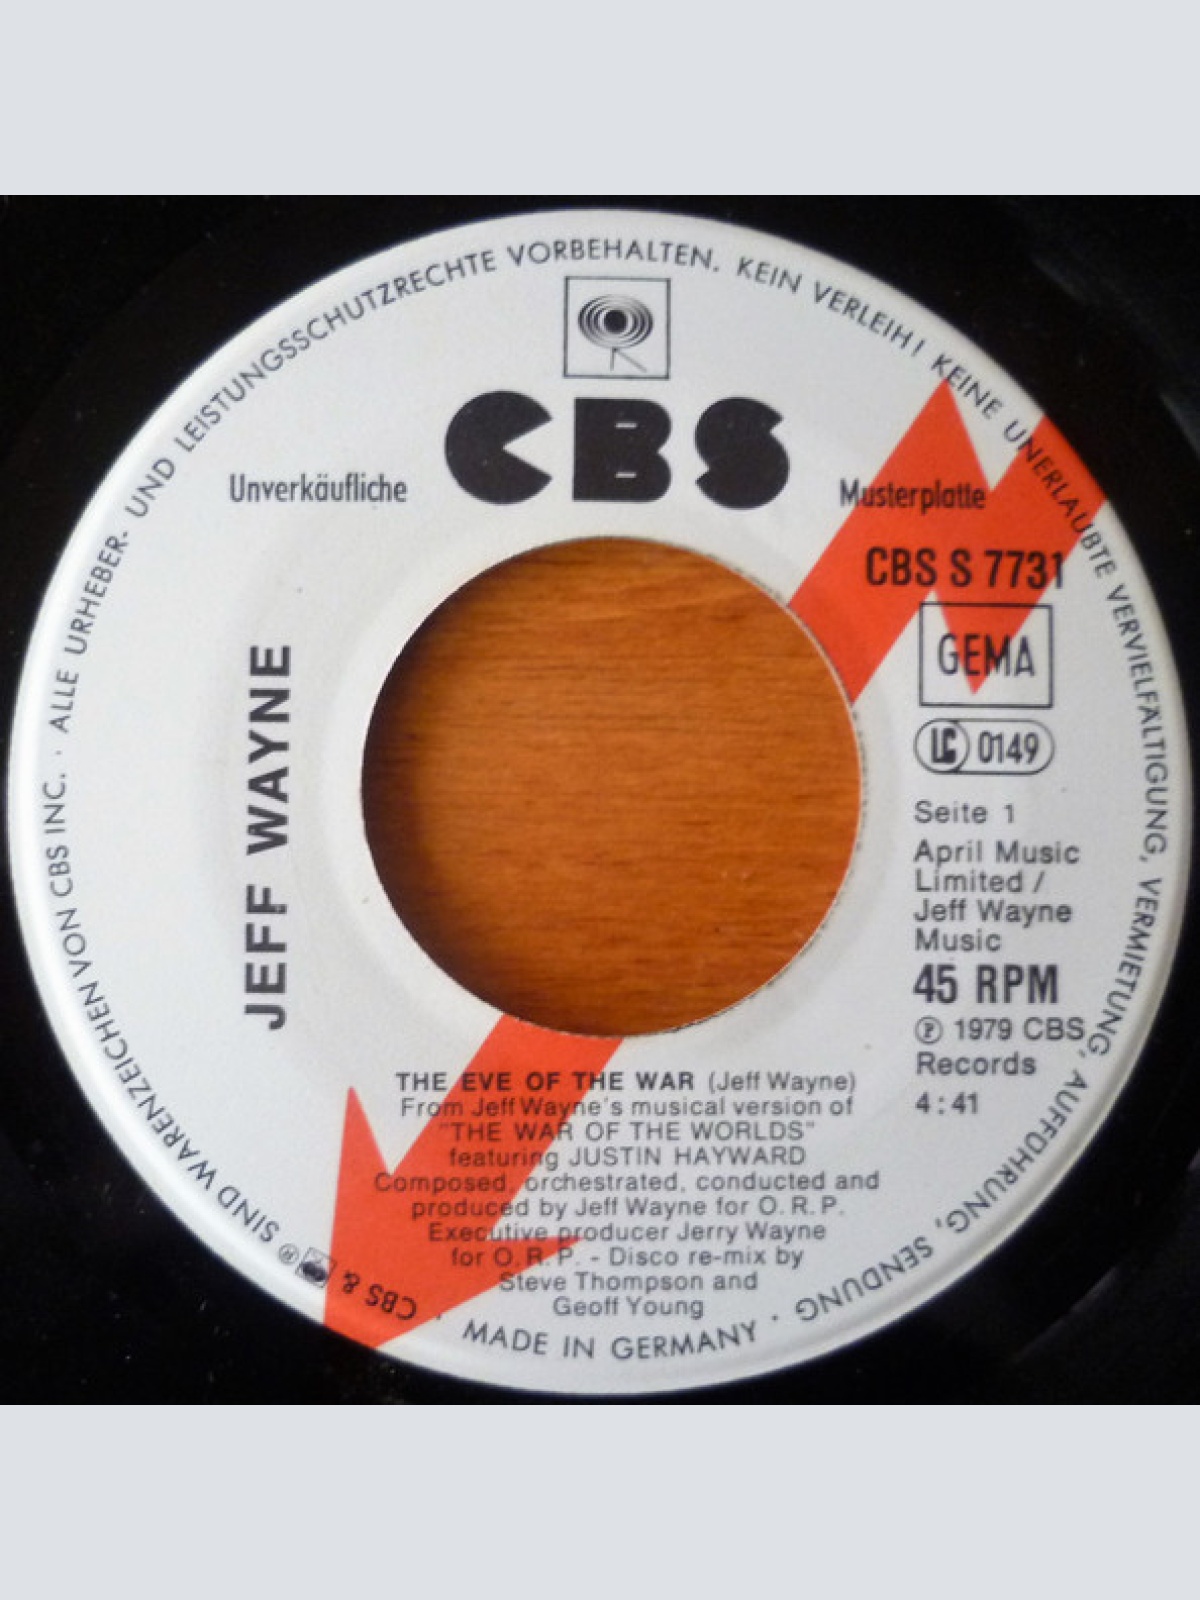 ALLE URHEBER- UND LEISTUNGSSCHUTZRECHTE VORBEHALTEN. KEIN VERLEIH! KEINE UNERLAUBTE VERVIELFÄLTIGUNG, VERMIETUNG, AUFFÜHRUNG, SENDUNG ·
CBS
Unverkäufliche Musterplatte
CBS S 7731
GEMA
LC 0149
JEFF WAYNE
Seite 1
April Music
Limited /
Jeff Wayne
Music
45 RPM
Ⓟ 1979 CBS
Records
4:41
THE EVE OF THE WAR (Jeff Wayne)
From Jeff Wayne's musical version of
"THE WAR OF THE WORLDS"
featuring JUSTIN HAYWARD
Composed, orchestrated, conducted and
produced by Jeff Wayne for O.R.P.
Executive producer Jerry Wayne
for O.R.P. - Disco re-mix by
Steve Thompson and
Geoff Young
MADE IN GERMANY ·
CBS & ® SIND WARENZEICHEN VON CBS INC. ·